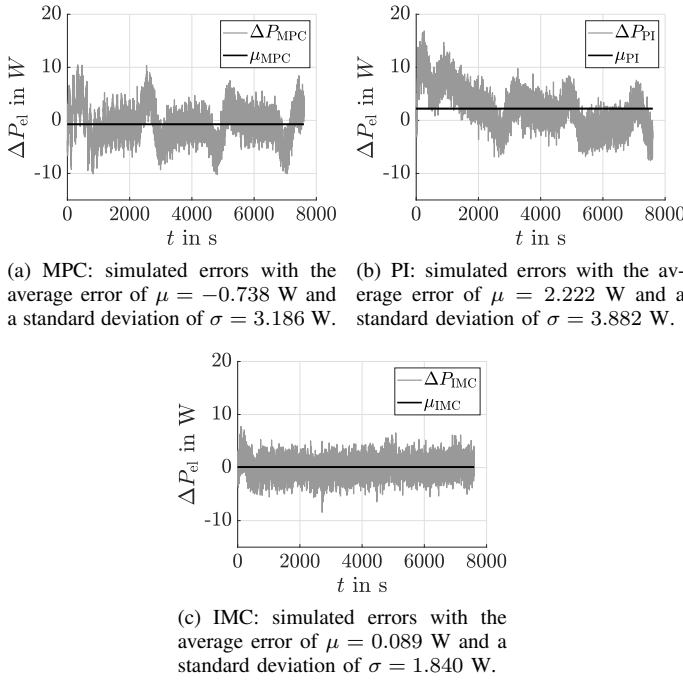 20
10
0
-10
ΔP_el in W
ΔP_MPC
μ_MPC
0 2000 4000 6000 8000
t in s
(a) MPC: simulated errors with the
average error of μ = −0.738 W and
a standard deviation of σ = 3.186 W.
20
10
0
-10
ΔP_el in W
ΔP_PI
μ_PI
0 2000 4000 6000 8000
t in s
(b) PI: simulated errors with the av-
erage error of μ = 2.222 W and a
standard deviation of σ = 3.882 W.
20
10
0
-10
ΔP_el in W
ΔP_IMC
μ_IMC
0 2000 4000 6000 8000
t in s
(c) IMC: simulated errors with the
average error of μ = 0.089 W and a
standard deviation of σ = 1.840 W.